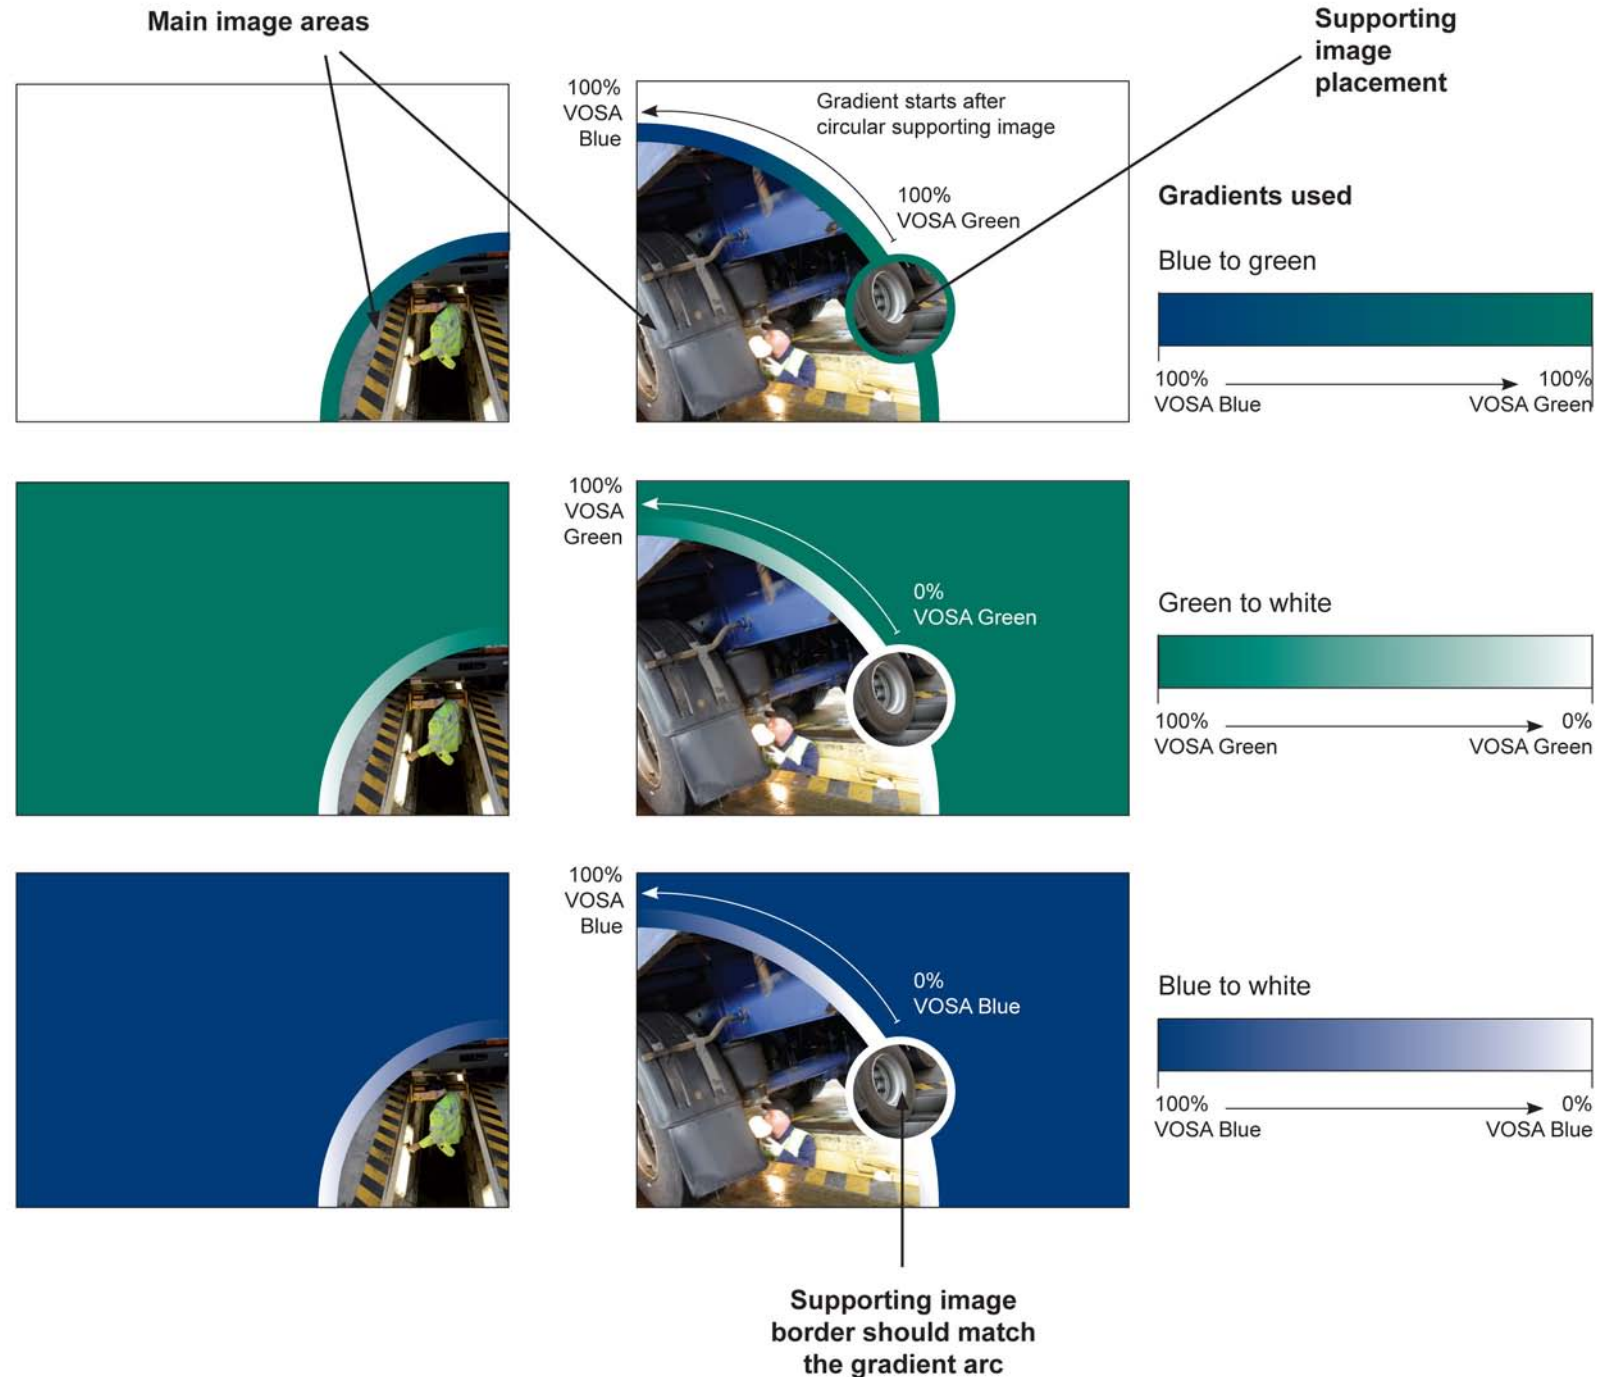 Main image areas
Supporting
image
placement
100%
VOSA
Blue
Gradient starts after
circular supporting image
100%
VOSA Green
Gradients used
Blue to green
100%
VOSA Blue
100%
VOSA Green
100%
VOSA
Green
0%
VOSA Green
Green to white
100%
VOSA Green
0%
VOSA Green
100%
VOSA
Blue
0%
VOSA Blue
Blue to white
100%
VOSA Blue
0%
VOSA Blue
Supporting image
border should match
the gradient arc